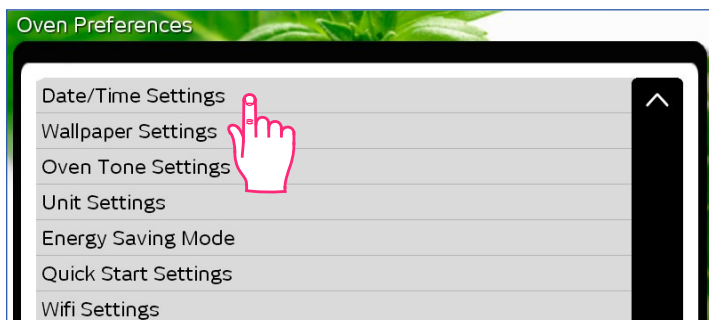 Oven Preferences
Date/Time Settings
Wallpaper Settings
Oven Tone Settings
Unit Settings
Energy Saving Mode
Quick Start Settings
Wifi Settings